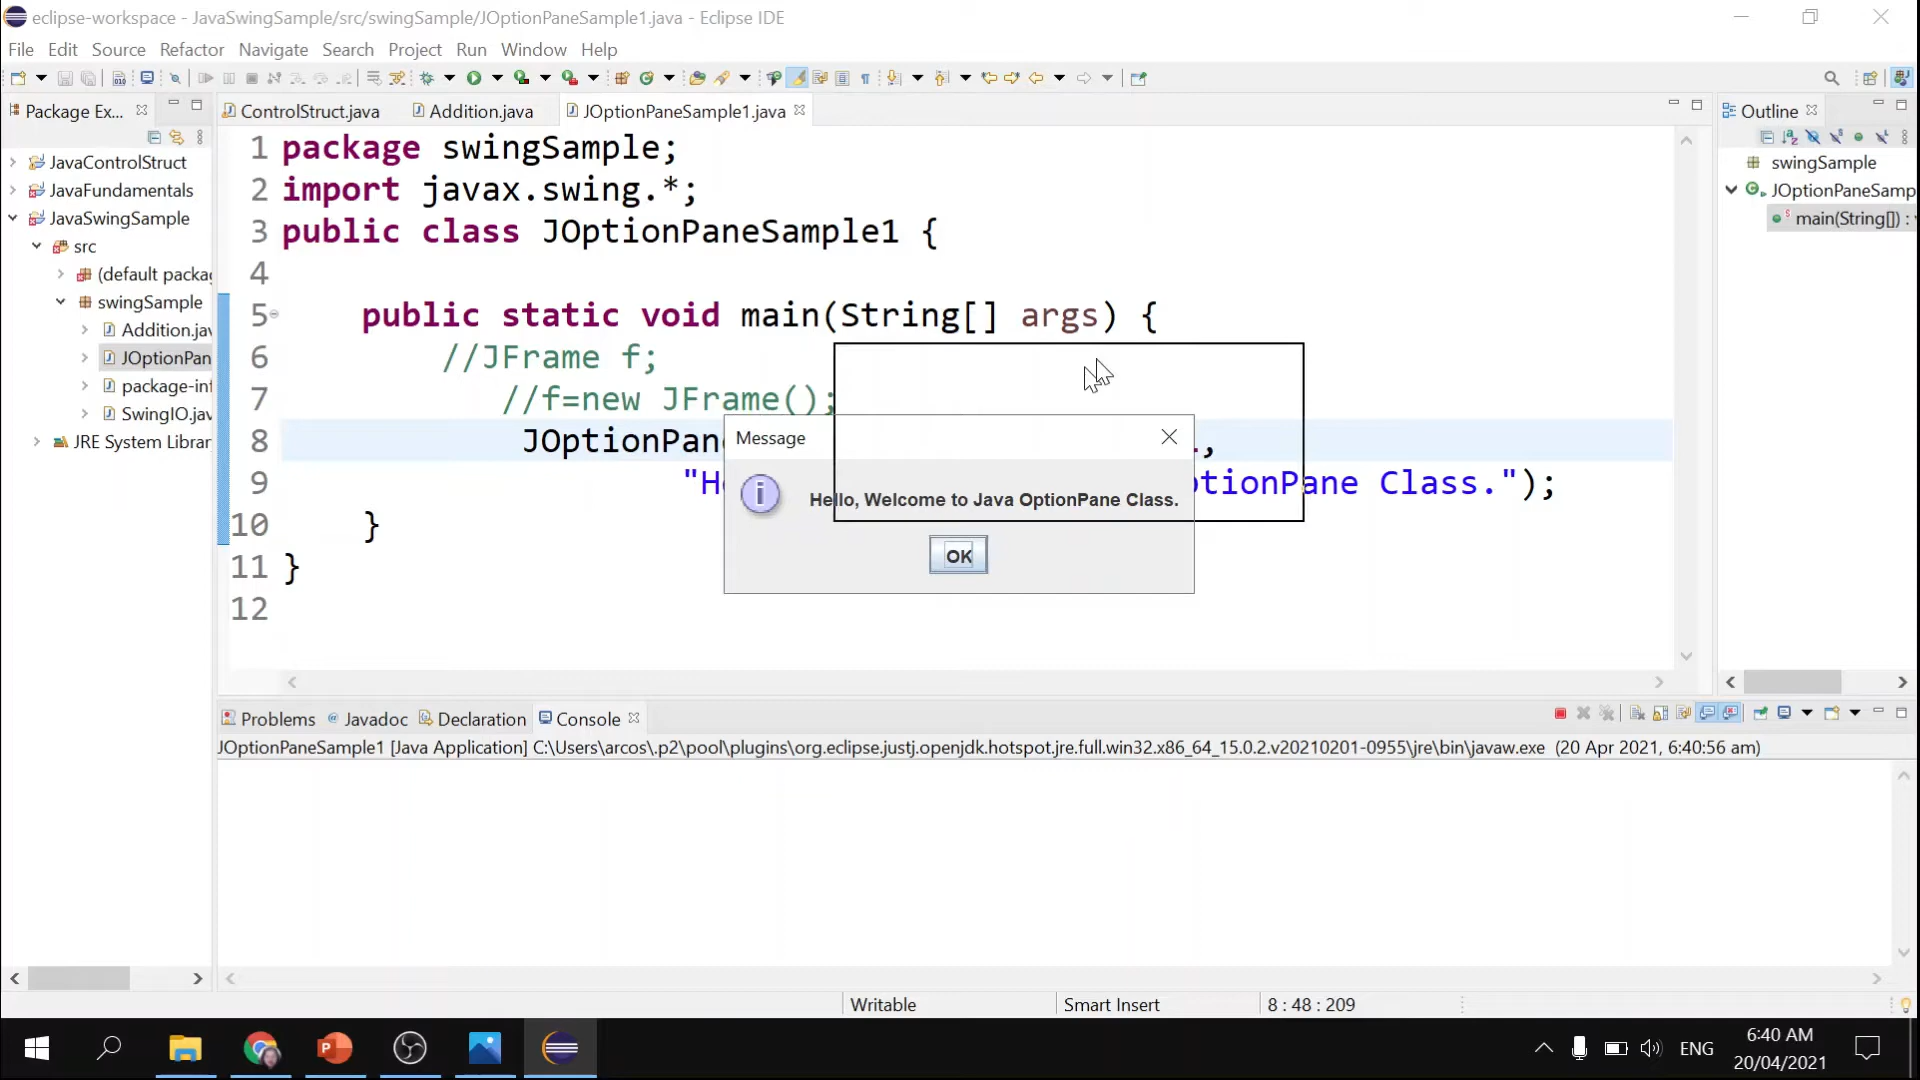 eclipse-workspace - JavaSwingSample/src/swingSample/JOptionPaneSample1.java - Eclipse IDE
File Edit Source Refactor Navigate Search Project Run Window Help
Package Ex...
JavaControlStruct
JavaFundamentals
JavaSwingSample
src
(default packag
swingSample
Addition.jav
JOptionPan
package-inf
SwingIO.jav
JRE System Librar
ControlStruct.java Addition.java JOptionPaneSample1.java
1 package swingSample;
2 import javax.swing.*;
3 public class JOptionPaneSample1 {
4
5 public static void main(String[] args) {
6 //JFrame f;
7 //f=new JFrame();
8 JOptionPan ,
9 "H tionPane Class.");
10 }
11 }
12
Message
Hello, Welcome to Java OptionPane Class.
OK
Outline
swingSample
JOptionPaneSamp
main(String[]) :
Problems Javadoc Declaration Console
JOptionPaneSample1 [Java Application] C:\Users\arcos\.p2\pool\plugins\org.eclipse.justj.openjdk.hotspot.jre.full.win32.x86_64_15.0.2.v20210201-0955\jre\bin\javaw.exe (20 Apr 2021, 6:40:56 am)
Writable Smart Insert 8 : 48 : 209
ENG
6:40 AM
20/04/2021